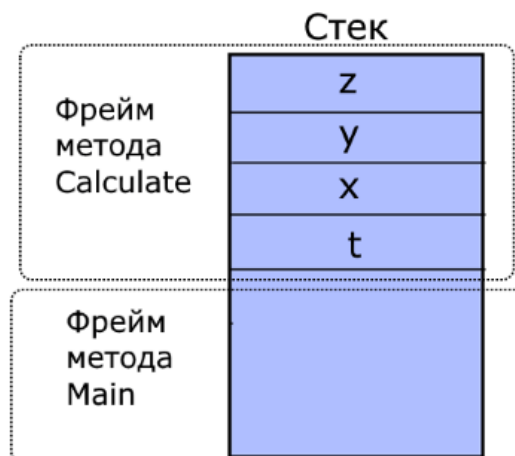 Стек
Фрейм
метода
Calculate
z
y
x
t
Фрейм
метода
Main